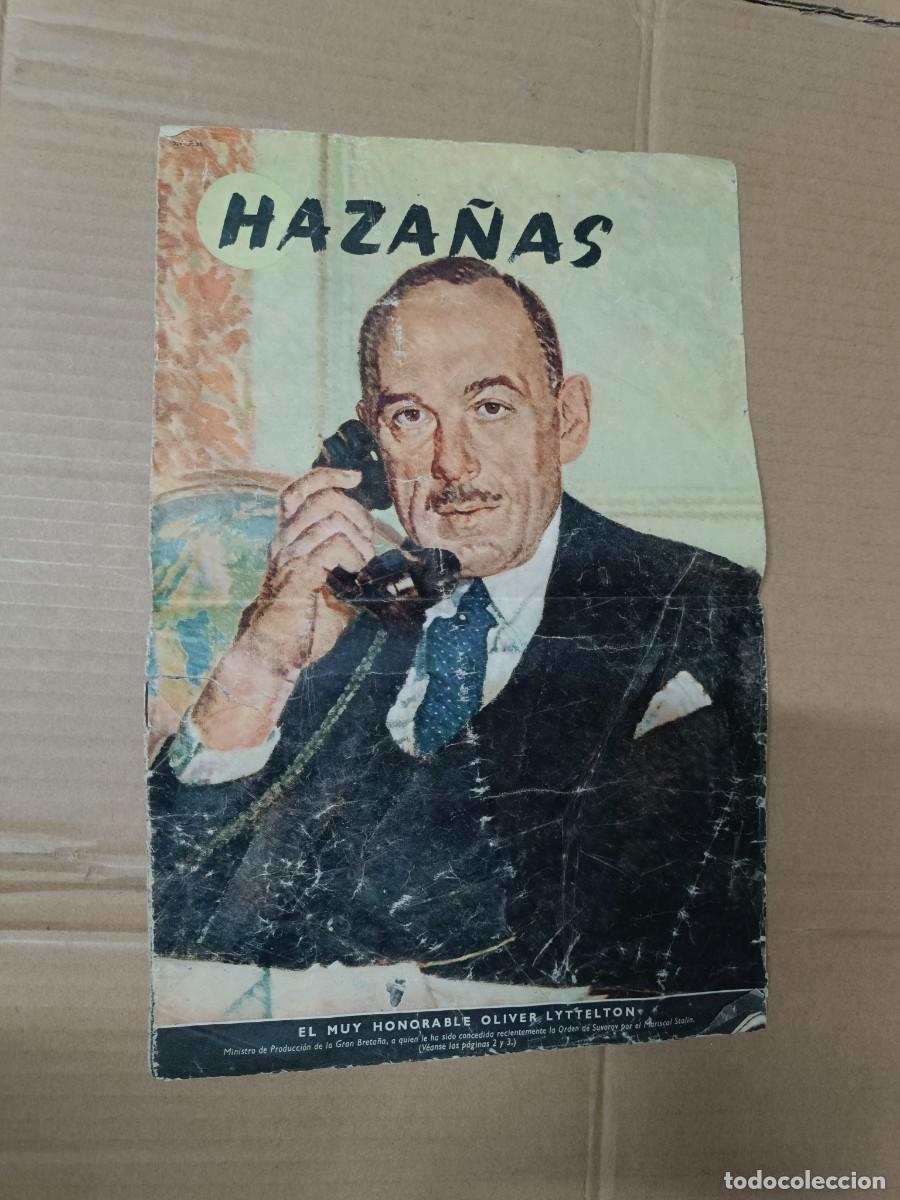 HAZAÑAS
EL MUY HONORABLE OLIVER LYTTELTON
Ministro de Producción de la Gran Bretaña, a quien le ha sido concedida recientemente la Orden de Suvorov por el Mariscal Stalin.
(Véanse las páginas 2 y 3.)
todocoleccion